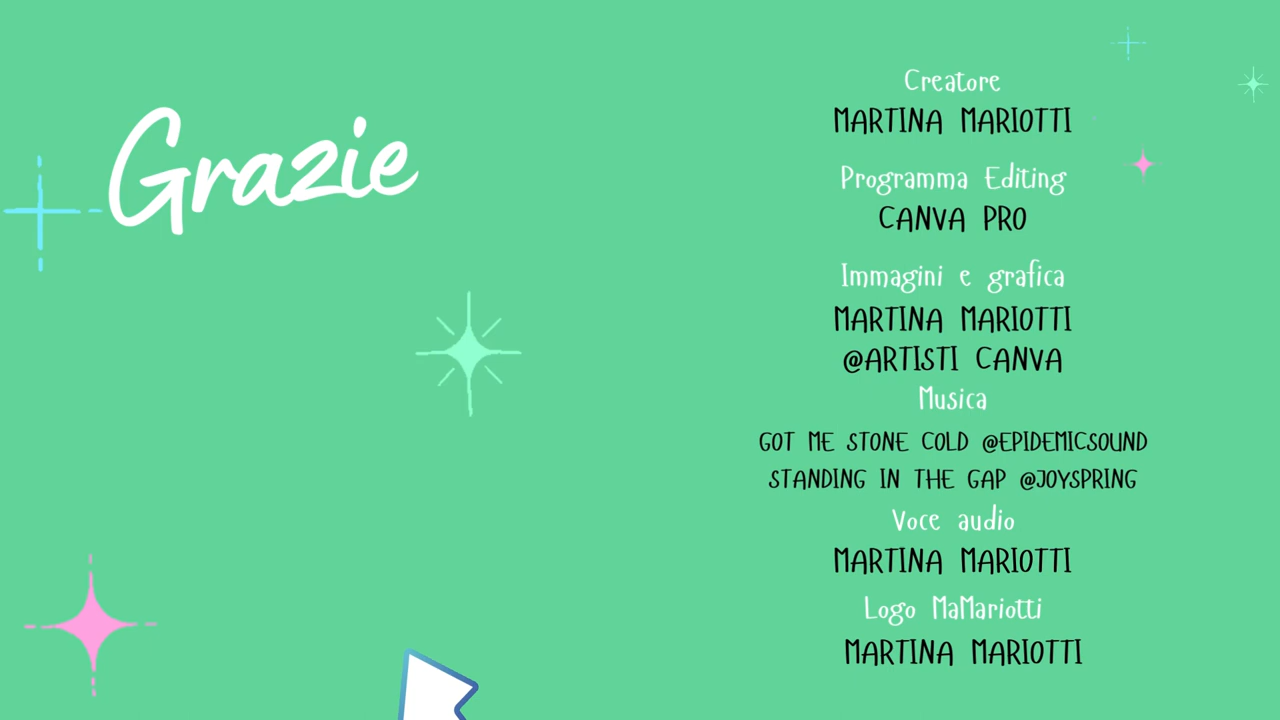 Grazie
Creatore
MARTINA MARIOTTI
Programma Editing
CANVA PRO
Immagini e grafica
MARTINA MARIOTTI
@ARTISTI CANVA
Musica
GOT ME STONE COLD @EPIDEMICSOUND
STANDING IN THE GAP @JOYSPRING
Voce audio
MARTINA MARIOTTI
Logo MaMariotti
MARTINA MARIOTTI